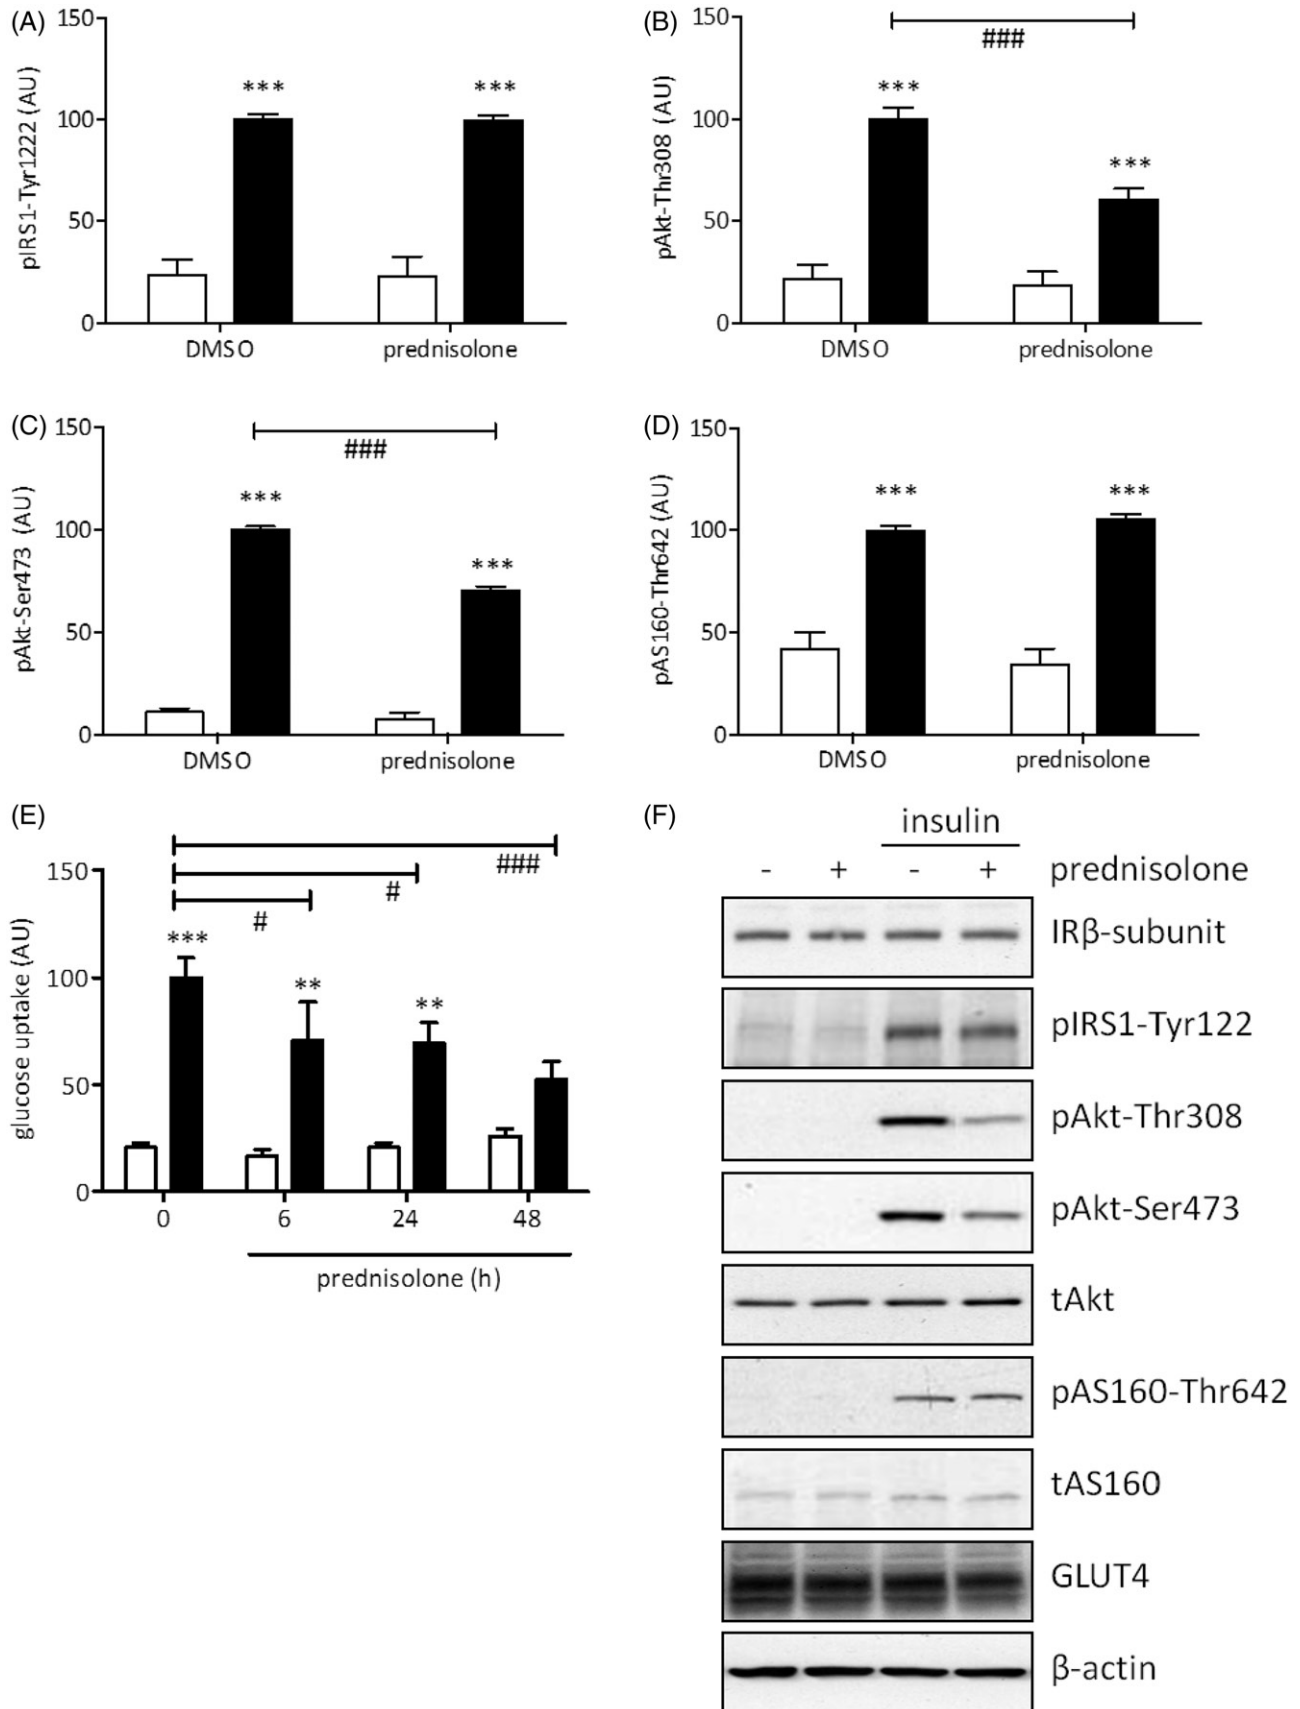 (A)
150
100
50
0
pIRS1-Tyr1222 (AU)
***
***
DMSO
prednisolone
(B)
150
100
50
0
pAkt-Thr308 (AU)
###
***
***
DMSO
prednisolone
(C)
150
100
50
0
pAkt-Ser473 (AU)
###
***
***
DMSO
prednisolone
(D)
150
100
50
0
pAS160-Thr642 (AU)
***
***
DMSO
prednisolone
(E)
150
100
50
0
glucose uptake (AU)
###
#
#
***
**
**
0 6 24 48
prednisolone (h)
(F)
insulin
- + - + prednisolone
IRβ-subunit
pIRS1-Tyr122
pAkt-Thr308
pAkt-Ser473
tAkt
pAS160-Thr642
tAS160
GLUT4
β-actin